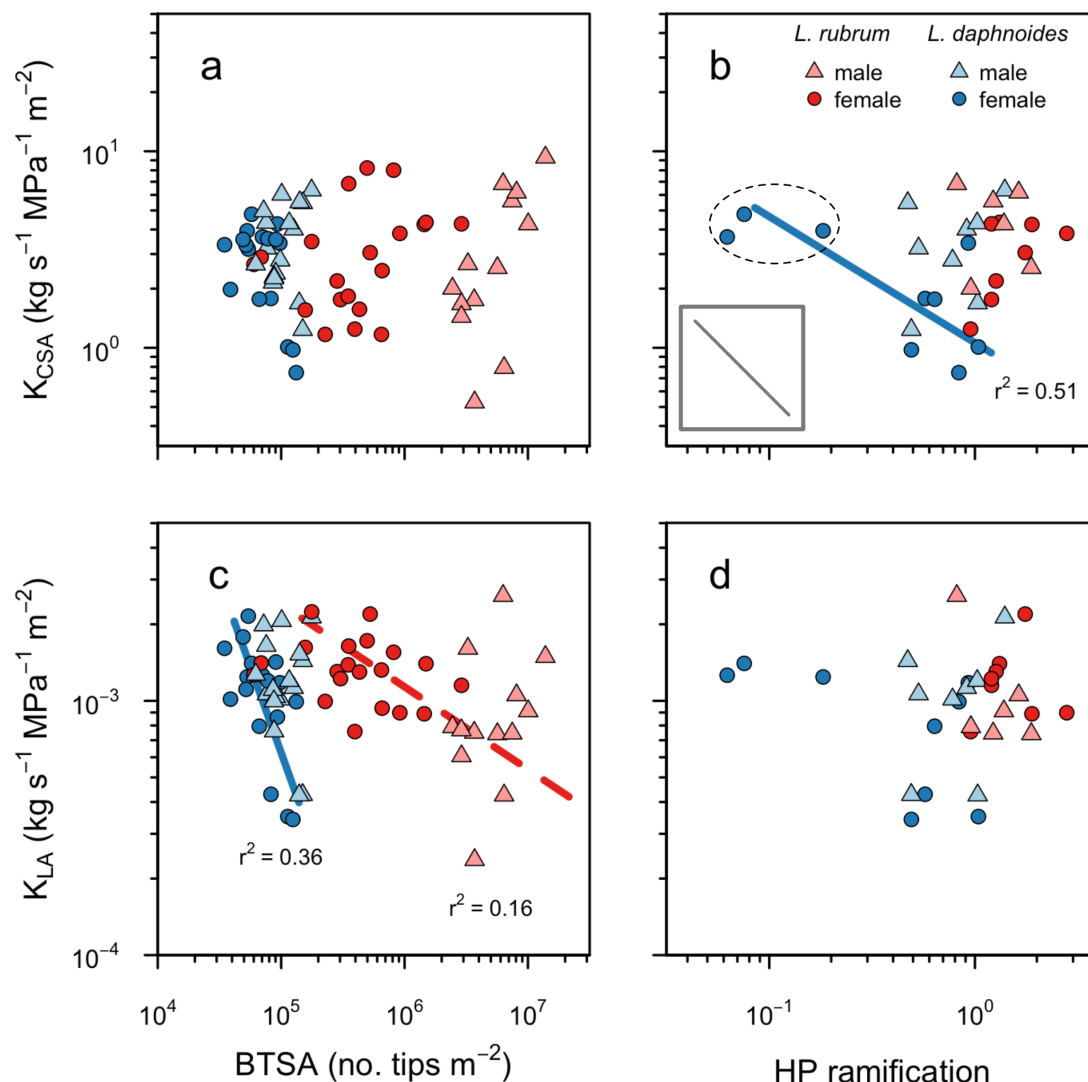 a
K_CSA (kg s⁻¹ MPa⁻¹ m⁻²)
10¹
10⁰
b
L. rubrum L. daphnoides
male male
female female
r² = 0.51
c
K_LA (kg s⁻¹ MPa⁻¹ m⁻²)
10⁻³
10⁻⁴
r² = 0.36
r² = 0.16
d
10⁴ 10⁵ 10⁶ 10⁷
BTSA (no. tips m⁻²)
10⁻¹ 10⁰
HP ramification